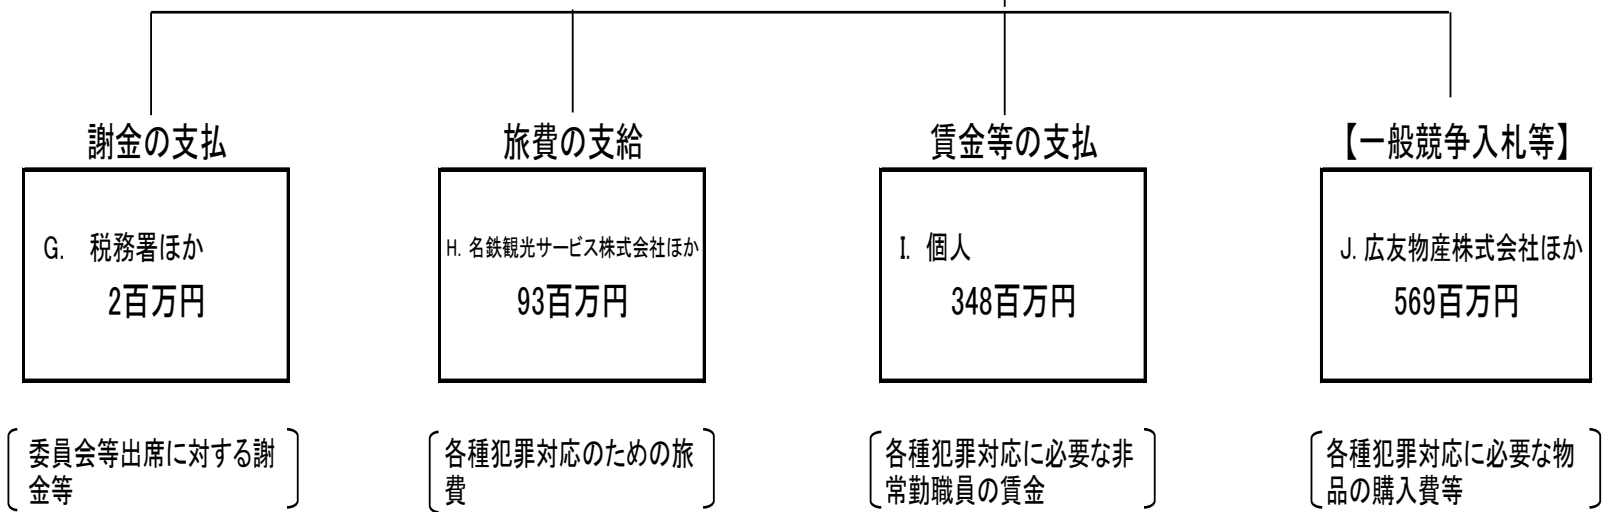 謝金の支払
旅費の支給
賃金等の支払
【一般競争入札等】
G. 税務署ほか
2百万円
H. 名鉄観光サービス株式会社ほか
93百万円
I. 個人
348百万円
J. 広友物産株式会社ほか
569百万円
委員会等出席に対する謝
金等
各種犯罪対応のための旅
費
各種犯罪対応に必要な非
常勤職員の賃金
各種犯罪対応に必要な物
品の購入費等